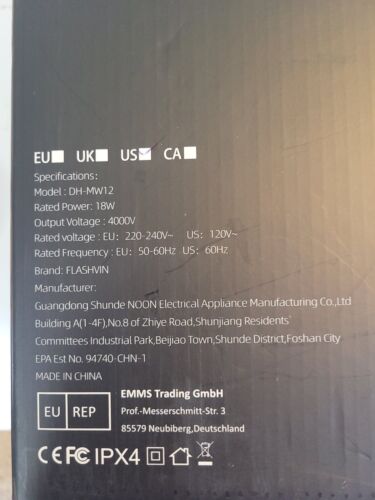 EU UK US CA
Specifications:
Model : DH-MW12
Rated Power: 18W
Output Voltage : 4000V
Rated voltage : EU: 220-240V~ US: 120V~
Rated Frequency : EU: 50-60Hz US: 60Hz
Brand: FLASHVIN
Manufacturer:
Guangdong Shunde NOON Electrical Appliance Manufacturing Co.,Ltd
Building A(1-4F),No.8 of Zhiye Road,Shunjiang Residents'
Committees Industrial Park,Beijiao Town,Shunde District,Foshan City
EPA Est No. 94740-CHN-1
MADE IN CHINA
EU REP
EMMS Trading GmbH
Prof.-Messerschmitt-Str. 3
85579 Neubiberg,Deutschland
CE FC IPX4